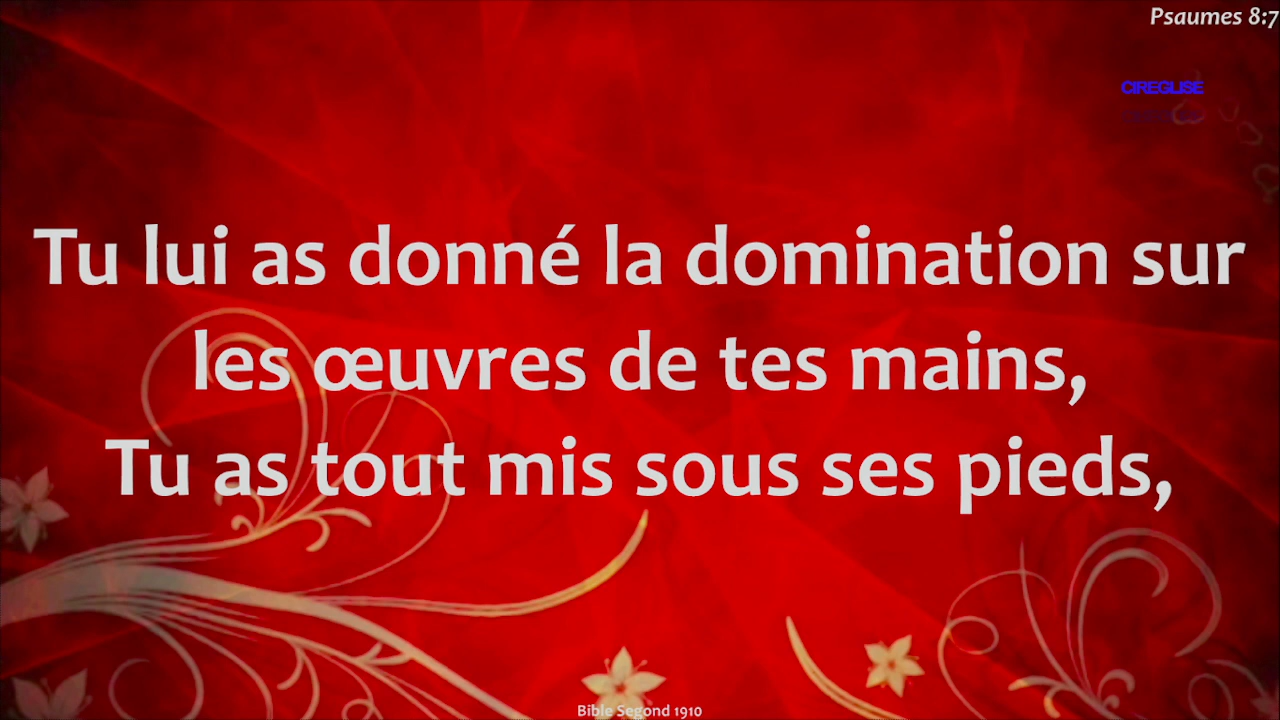 Psaumes 8:7
CIREGLISE
Tu lui as donné la domination sur
les œuvres de tes mains,
Tu as tout mis sous ses pieds,
Bible Segond 1910